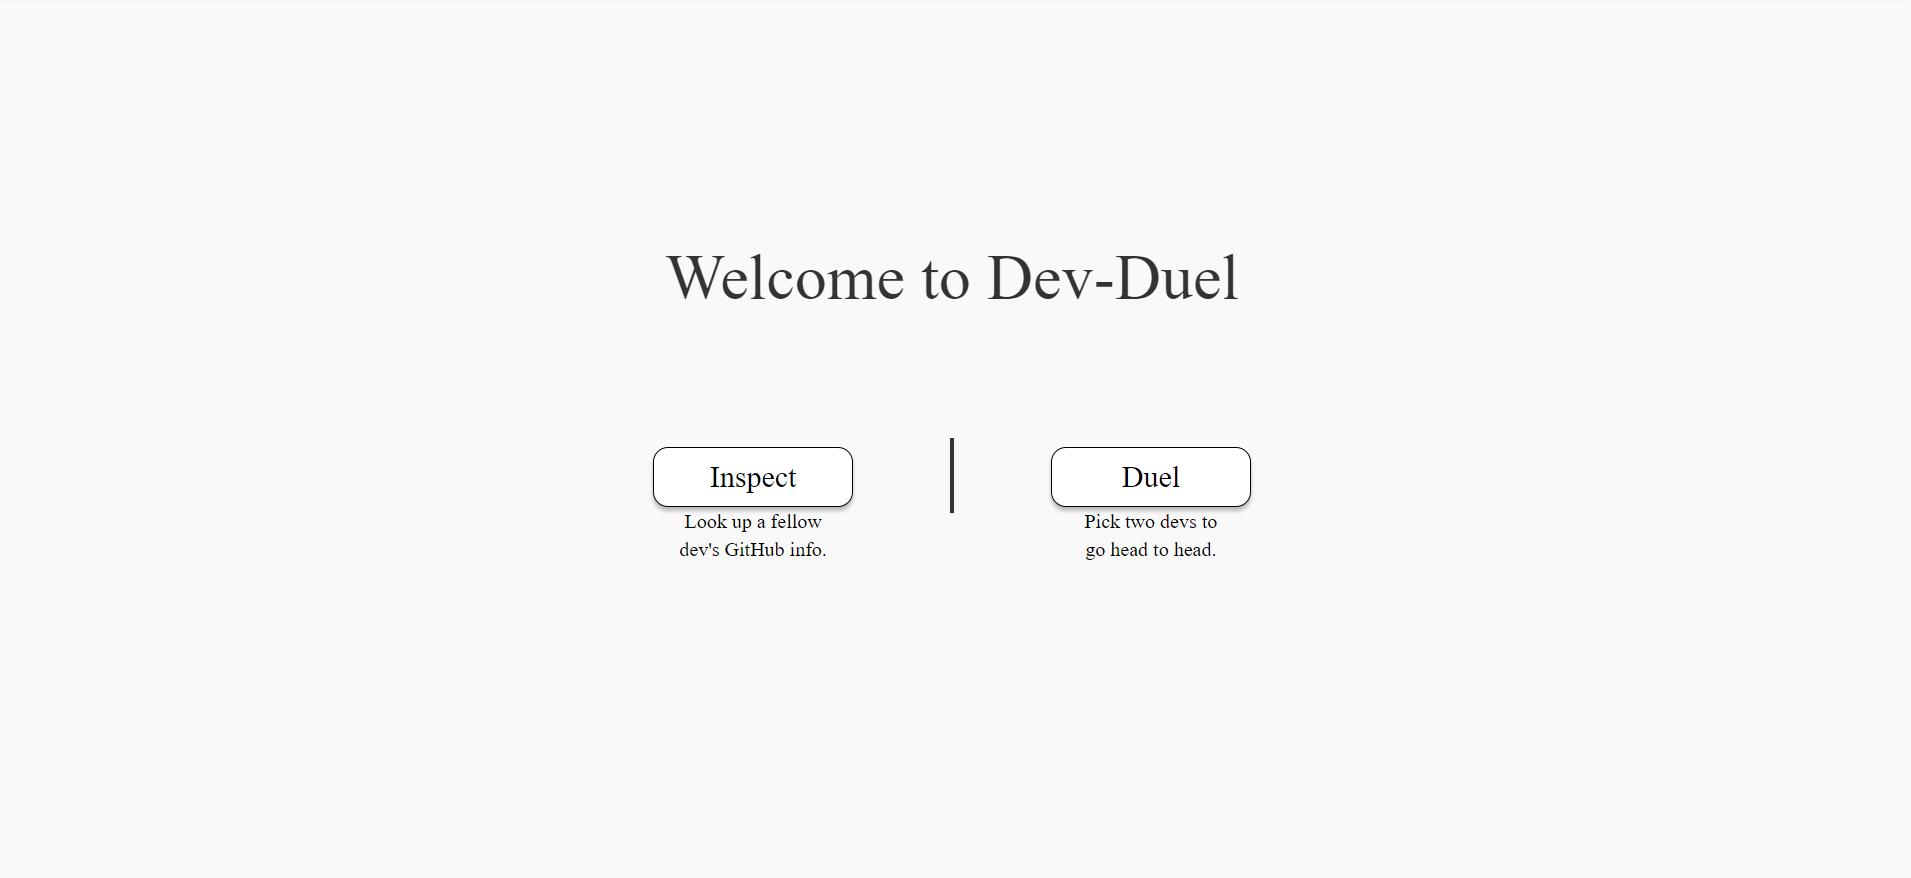 Welcome to Dev-Duel
Inspect
Look up a fellow
dev's GitHub info.
Duel
Pick two devs to
go head to head.